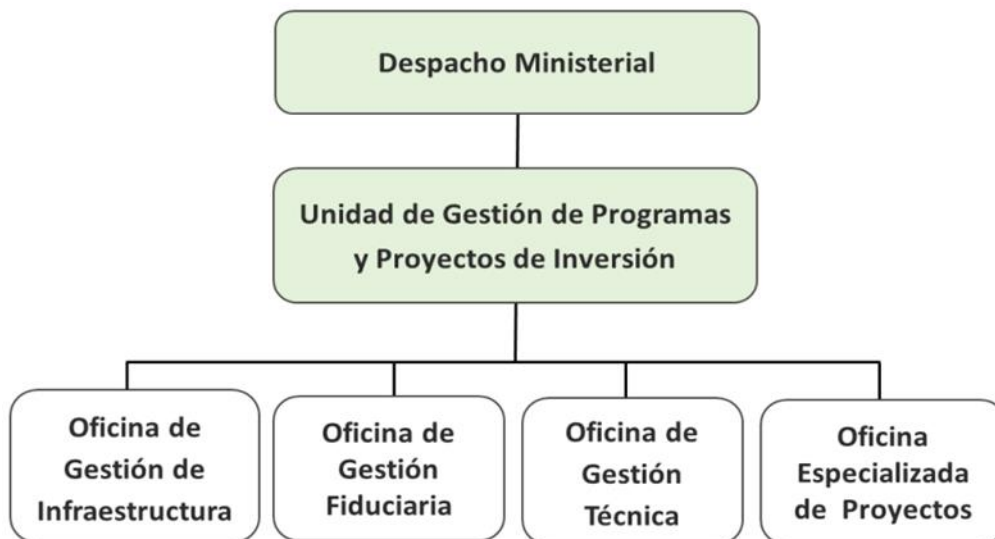 Despacho Ministerial
Unidad de Gestión de Programas
y Proyectos de Inversión
Oficina de
Gestión de
Infraestructura
Oficina de
Gestión
Fiduciaria
Oficina de
Gestión
Técnica
Oficina
Especializada
de Proyectos